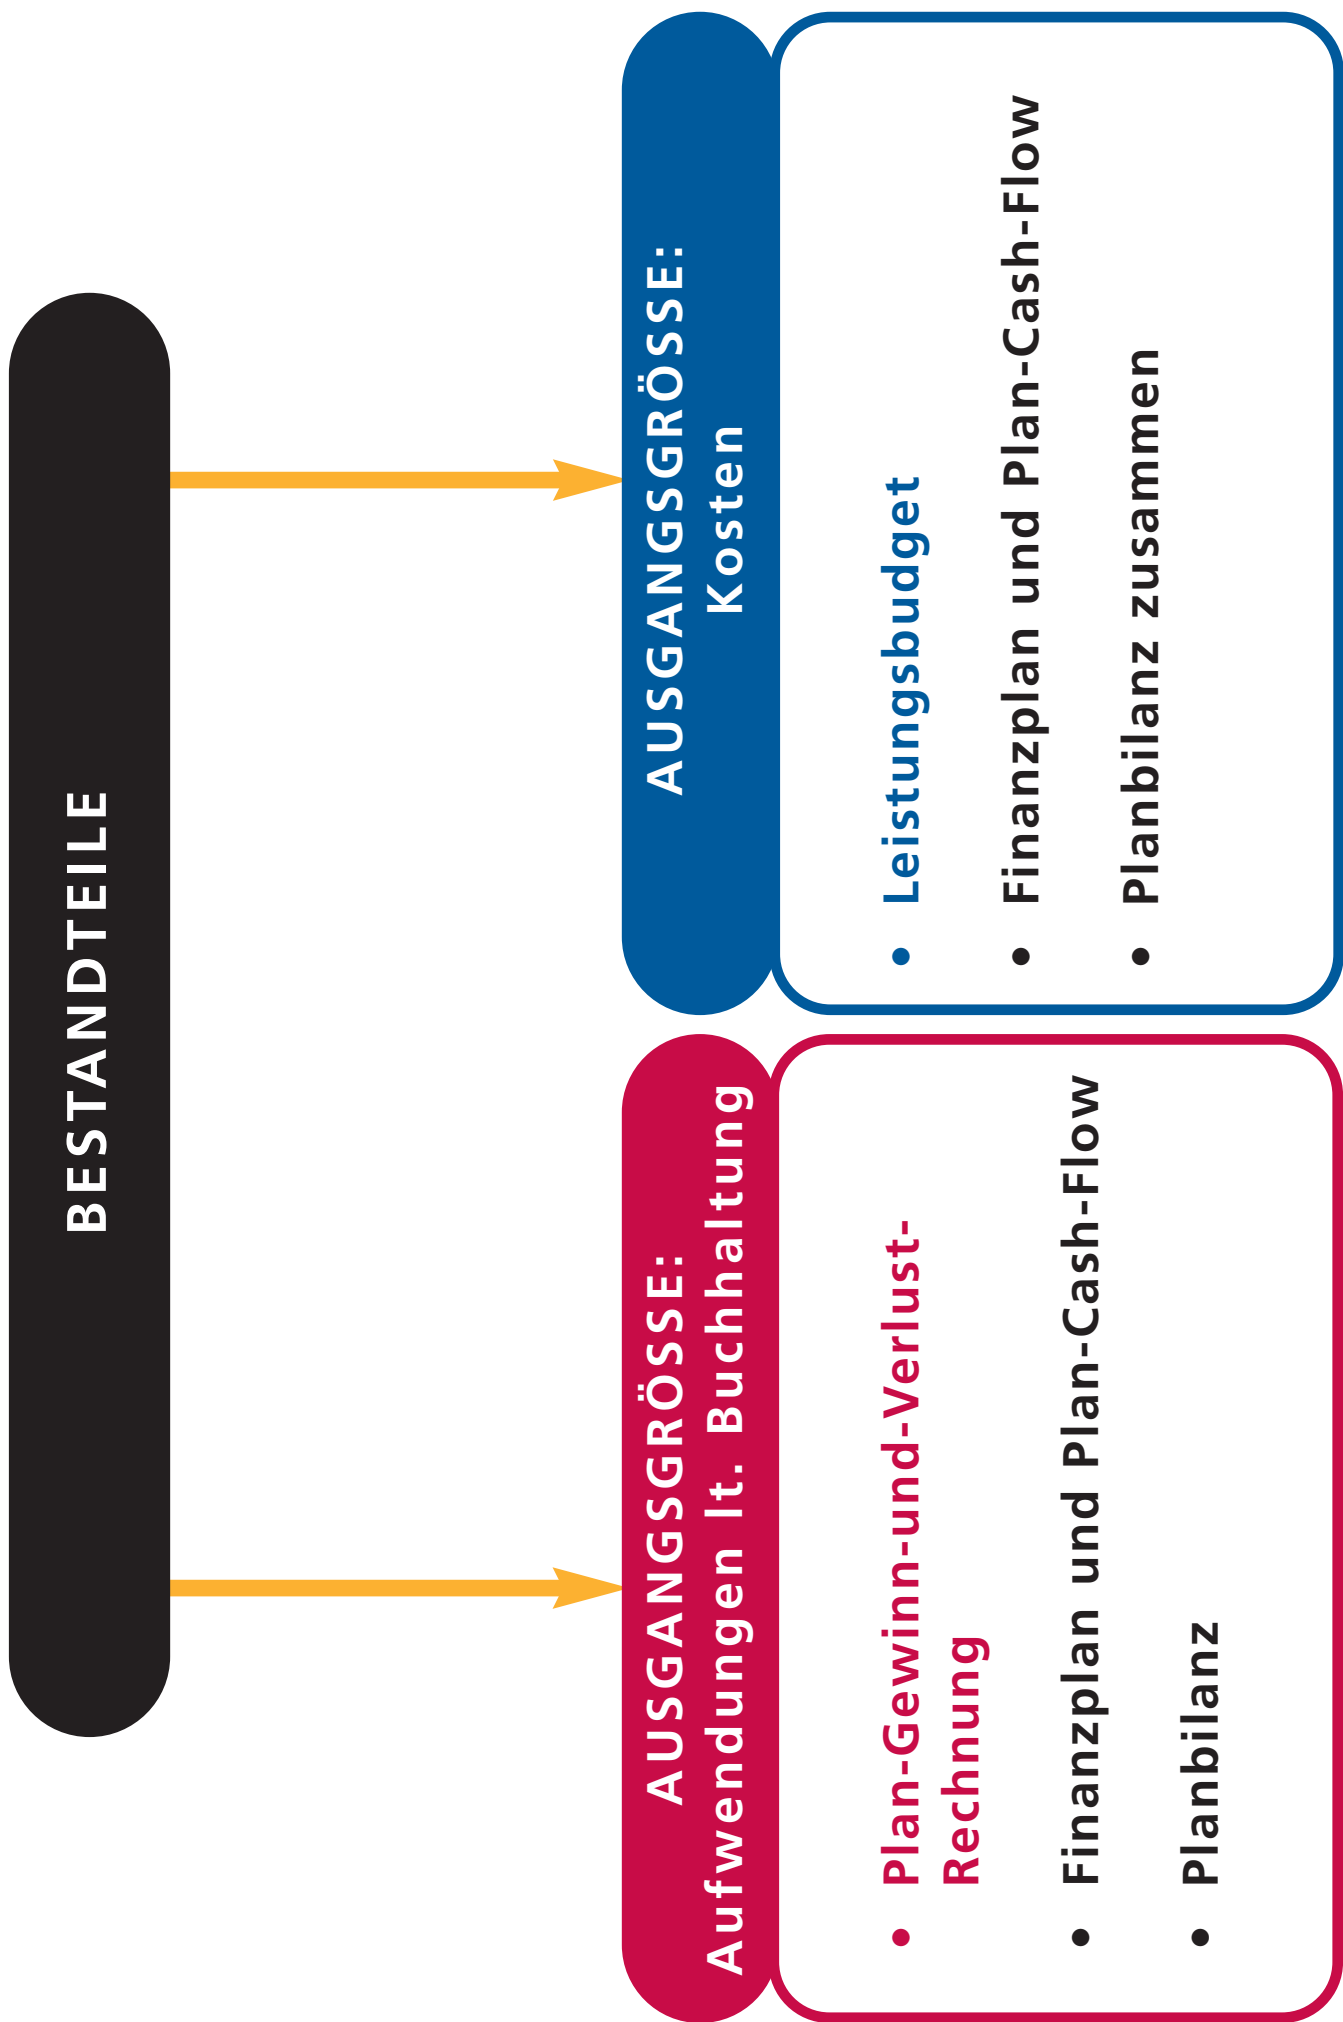 BESTANDTEILE
AUSGANGSGRÖSSE:
Aufwendungen lt. Buchhaltung
• Plan-Gewinn-und-Verlust-
Rechnung
• Finanzplan und Plan-Cash-Flow
• Planbilanz
AUSGANGSGRÖSSE:
Kosten
• Leistungsbudget
• Finanzplan und Plan-Cash-Flow
• Planbilanz zusammen